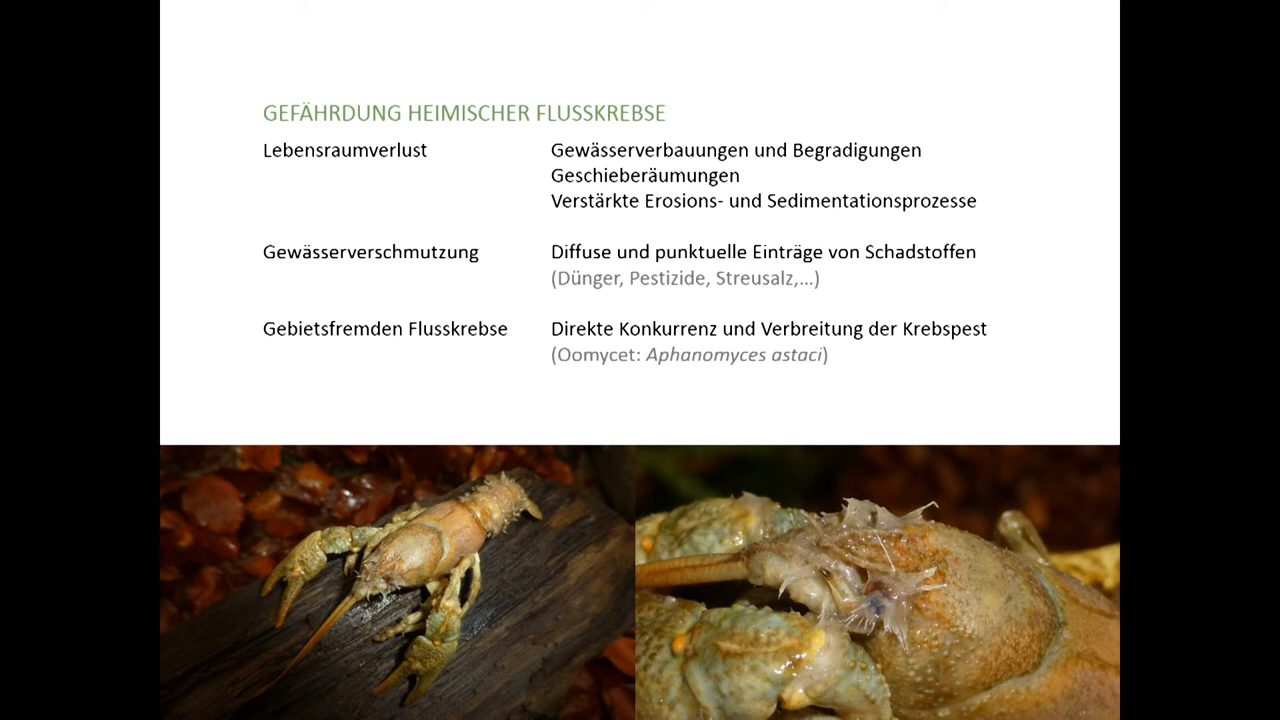 GEFÄHRDUNG HEIMISCHER FLUSSKREBSE
Lebensraumverlust
Gewässerverbauungen und Begradigungen
Geschieberäumungen
Verstärkte Erosions- und Sedimentationsprozesse
Gewässerverschmutzung
Diffuse und punktuelle Einträge von Schadstoffen
(Dünger, Pestizide, Streusalz,...)
Gebietsfremden Flusskrebse
Direkte Konkurrenz und Verbreitung der Krebspest
(Oomycet: Aphanomyces astaci)